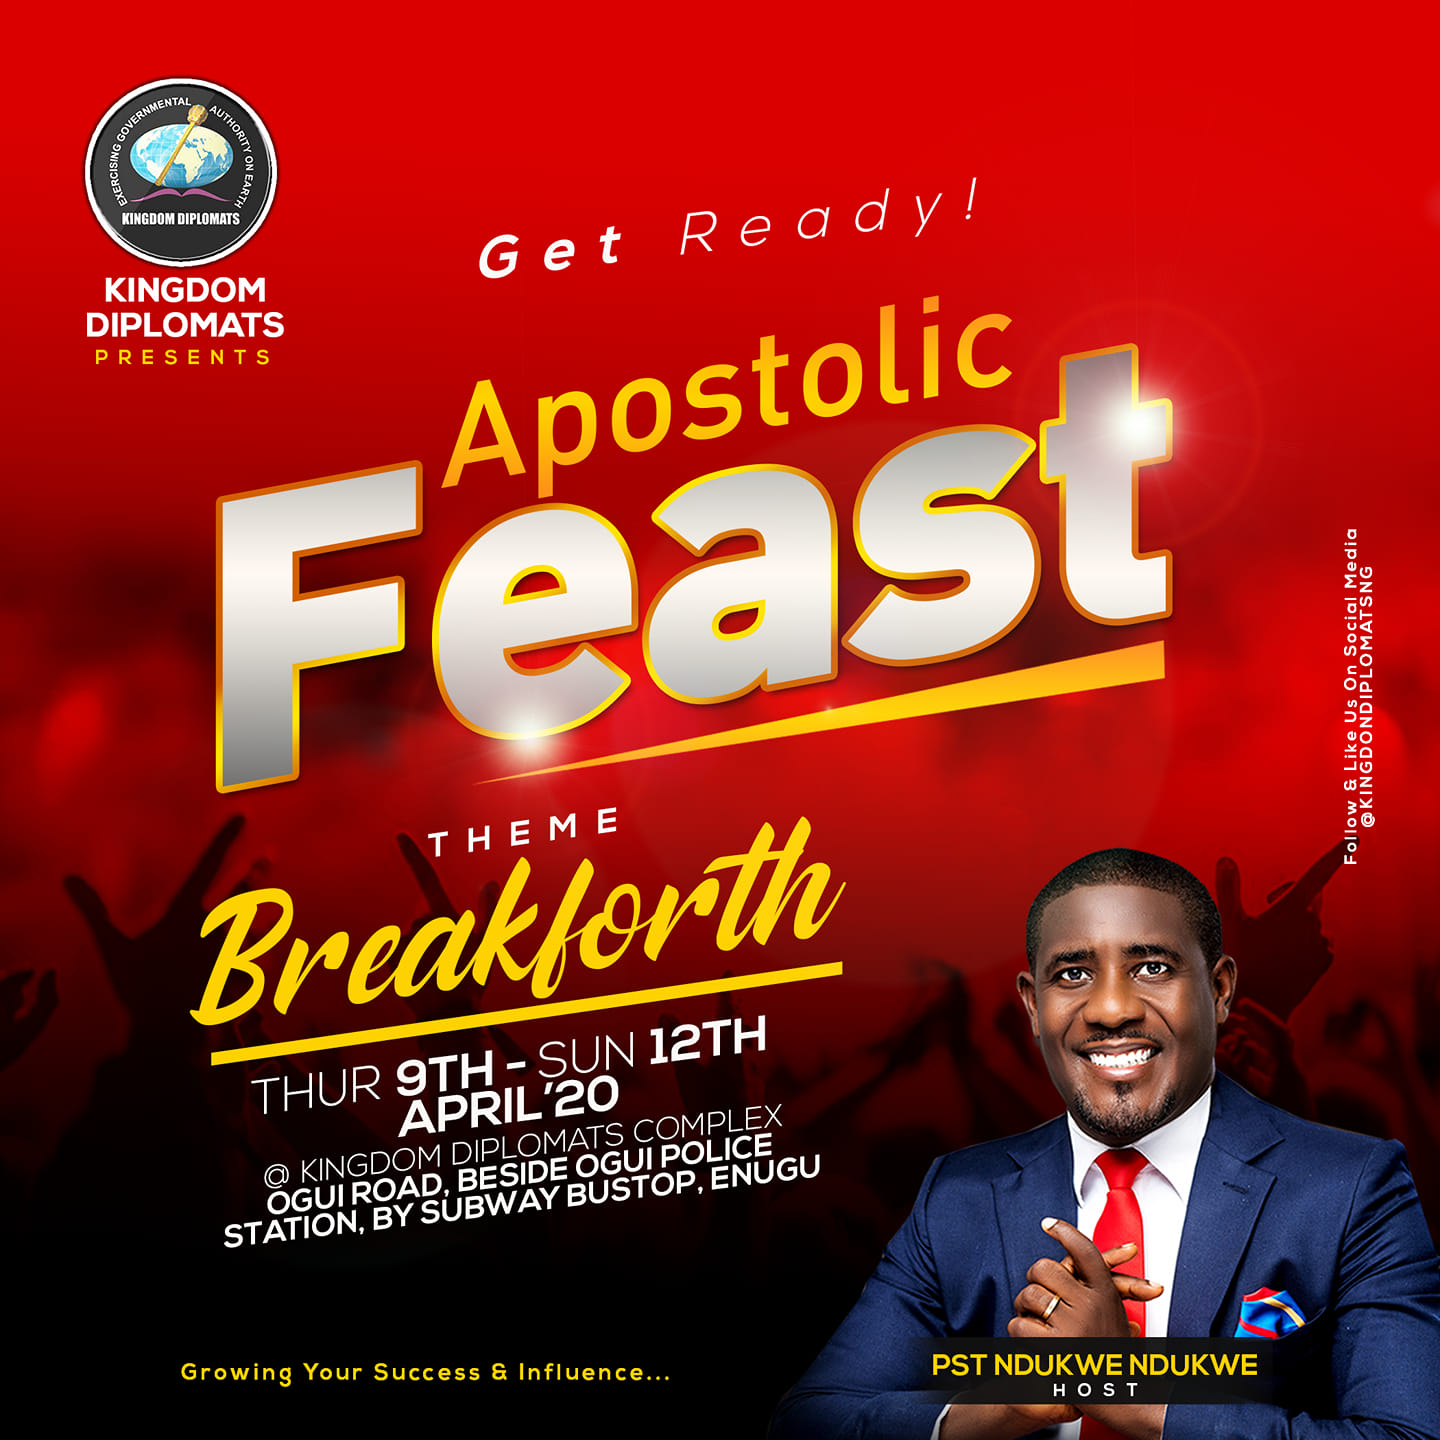 EXERCISING GOVERNMENTAL AUTHORITY ON EARTH
KINGDOM DIPLOMATS
KINGDOM
DIPLOMATS
PRESENTS
Get Ready!
Apostolic
Feast
THEME
Breakforth
THUR 9TH - SUN 12TH
APRIL'20
@ KINGDOM DIPLOMATS COMPLEX
OGUI ROAD, BESIDE OGUI POLICE
STATION, BY SUBWAY BUSTOP, ENUGU
Growing Your Success & Influence...
Follow & Like Us On Social Media
@KINGDONDIPLOMATSNG
PST NDUKWE NDUKWE
HOST